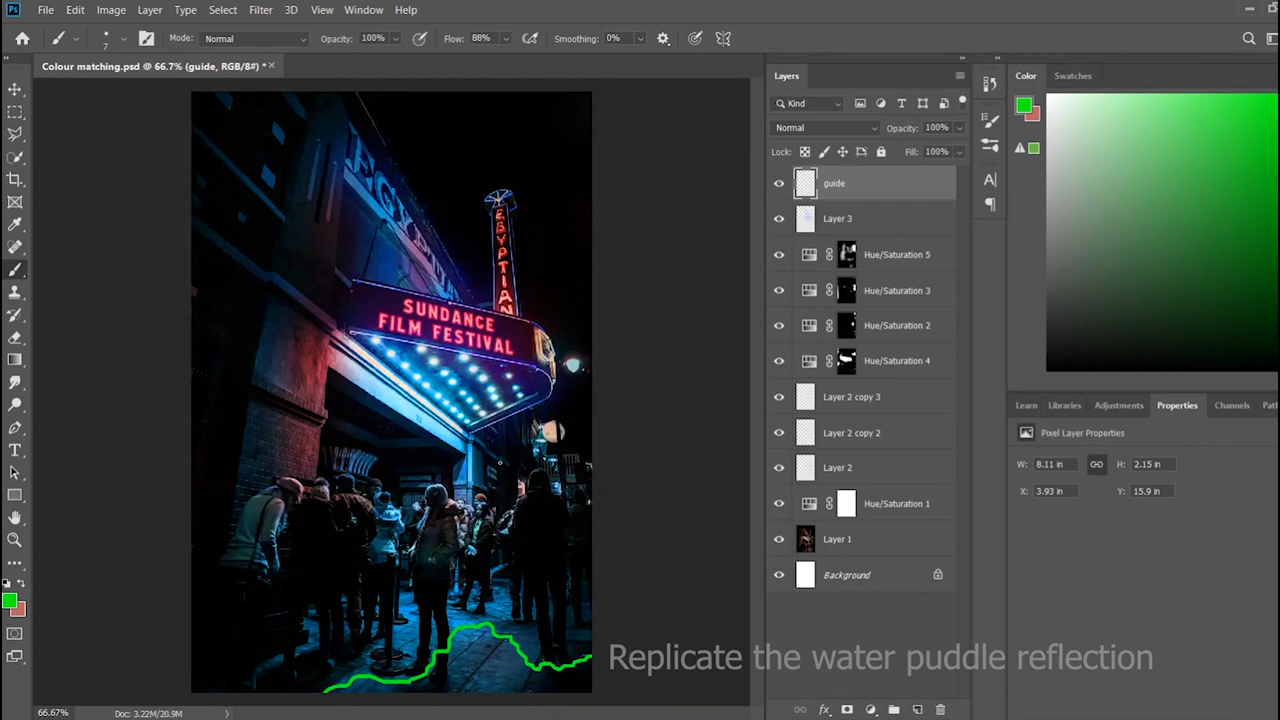 Ps File Edit Image Layer Type Select Filter 3D View Window Help
7 Mode: Normal Opacity: 100% Flow: 88% Smoothing: 0%
Colour matching.psd @ 66.7% (guide, RGB/8#) *
Layers
Kind
Normal Opacity: 100%
Lock: Fill: 100%
guide
Layer 3
Hue/Saturation 5
Hue/Saturation 3
Hue/Saturation 2
Hue/Saturation 4
Layer 2 copy 3
Layer 2 copy 2
Layer 2
Hue/Saturation 1
Layer 1
Background
Color Swatches
Learn Libraries Adjustments Properties Channels Pat
Pixel Layer Properties
W: 8.11 in H: 2.15 in
X: 3.93 in Y: 15.9 in
EGYPTIAN
EGYPTIAN
SUNDANCE
FILM FESTIVAL
Replicate the water puddle reflection
66.67% Doc: 3.22M/20.9M